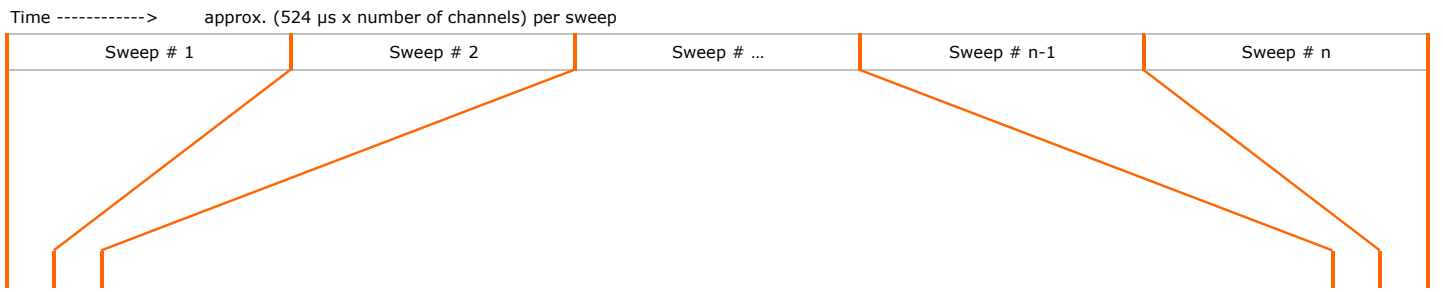 Time ------------> approx. (524 µs x number of channels) per sweep
Sweep # 1 Sweep # 2 Sweep # … Sweep # n-1 Sweep # n